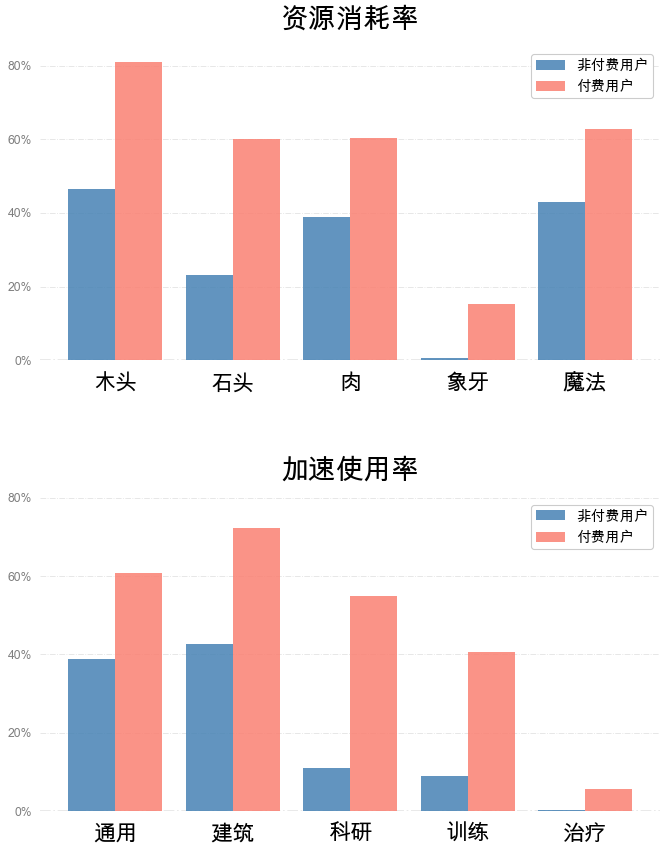 资源消耗率
80%
60%
40%
20%
0%
非付费用户
付费用户
木头 石头 肉 象牙 魔法
加速使用率
80%
60%
40%
20%
0%
非付费用户
付费用户
通用 建筑 科研 训练 治疗